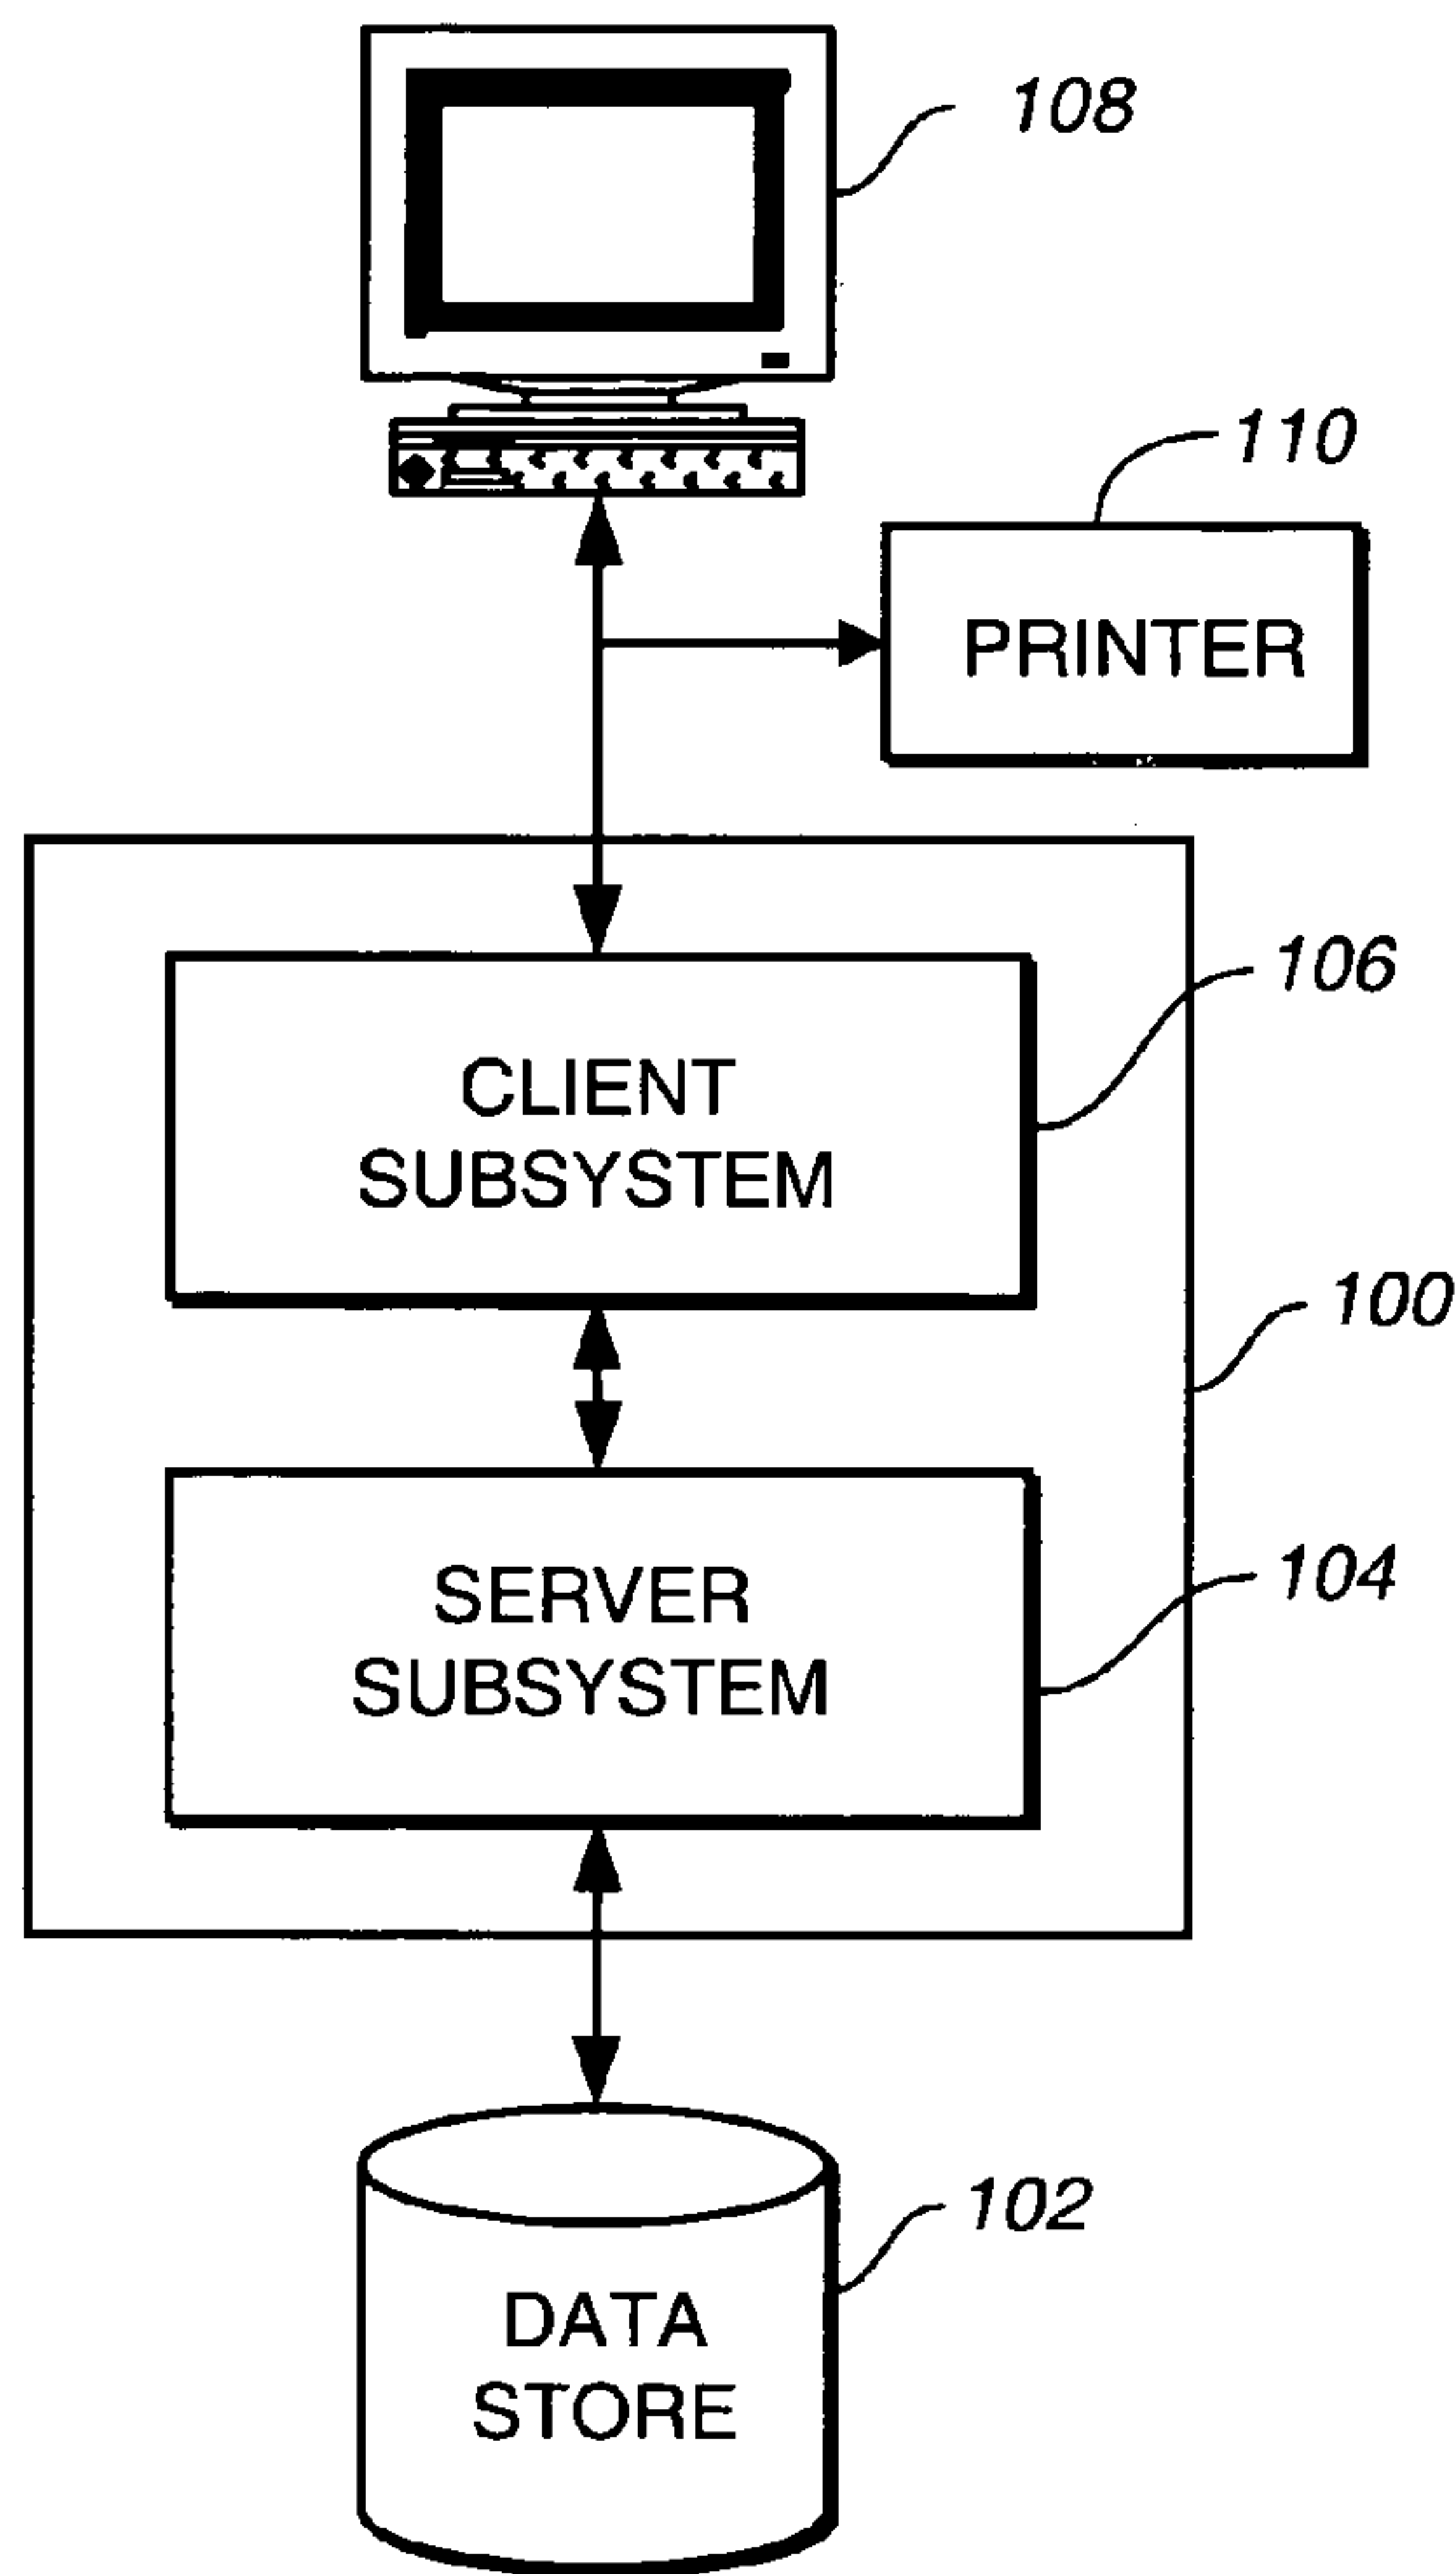 108
110
PRINTER
106
CLIENT
SUBSYSTEM
100
SERVER
SUBSYSTEM
104
102
DATA
STORE